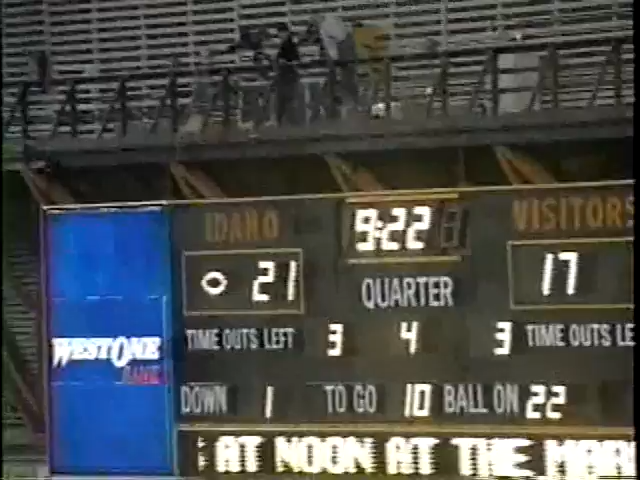 IDAHO 9:22 VISITORS
21 QUARTER 17
TIME OUTS LEFT 3 4 3 TIME OUTS LE
WESTONE
BANK
DOWN 1 TO GO 10 BALL ON 22
AT NOON AT THE MAR